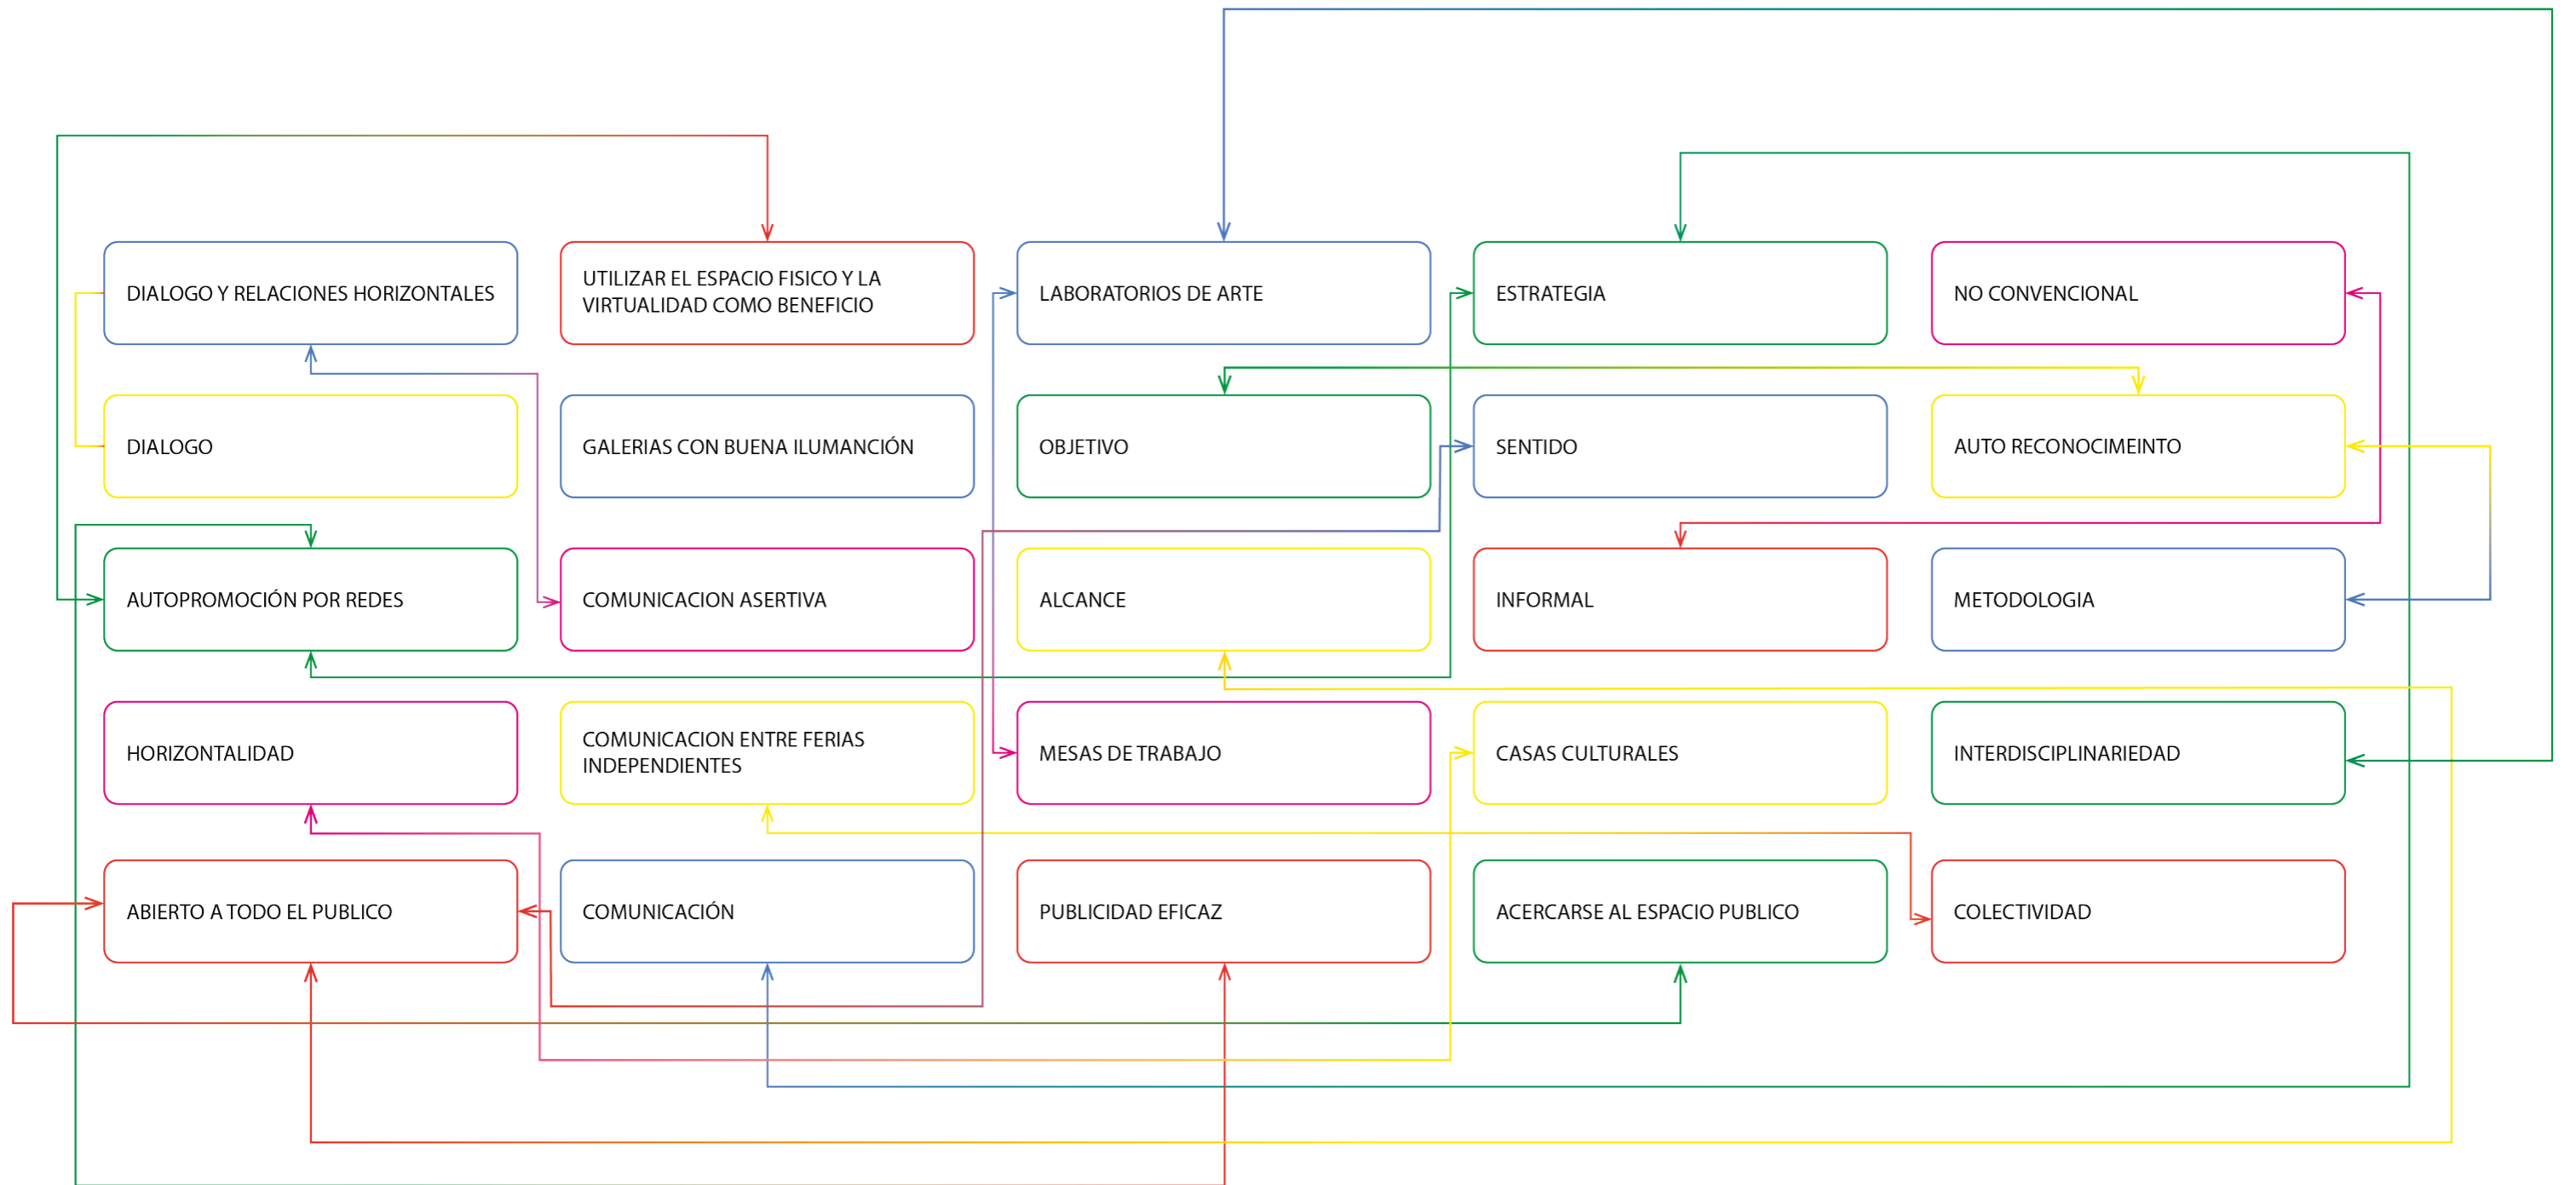 DIALOGO Y RELACIONES HORIZONTALES
UTILIZAR EL ESPACIO FISICO Y LA
VIRTUALIDAD COMO BENEFICIO
LABORATORIOS DE ARTE
ESTRATEGIA
NO CONVENCIONAL
DIALOGO
GALERIAS CON BUENA ILUMANCIÓN
OBJETIVO
SENTIDO
AUTO RECONOCIMEINTO
AUTOPROMOCIÓN POR REDES
COMUNICACION ASERTIVA
ALCANCE
INFORMAL
METODOLOGIA
HORIZONTALIDAD
COMUNICACION ENTRE FERIAS
INDEPENDIENTES
MESAS DE TRABAJO
CASAS CULTURALES
INTERDISCIPLINARIEDAD
ABIERTO A TODO EL PUBLICO
COMUNICACIÓN
PUBLICIDAD EFICAZ
ACERCARSE AL ESPACIO PUBLICO
COLECTIVIDAD